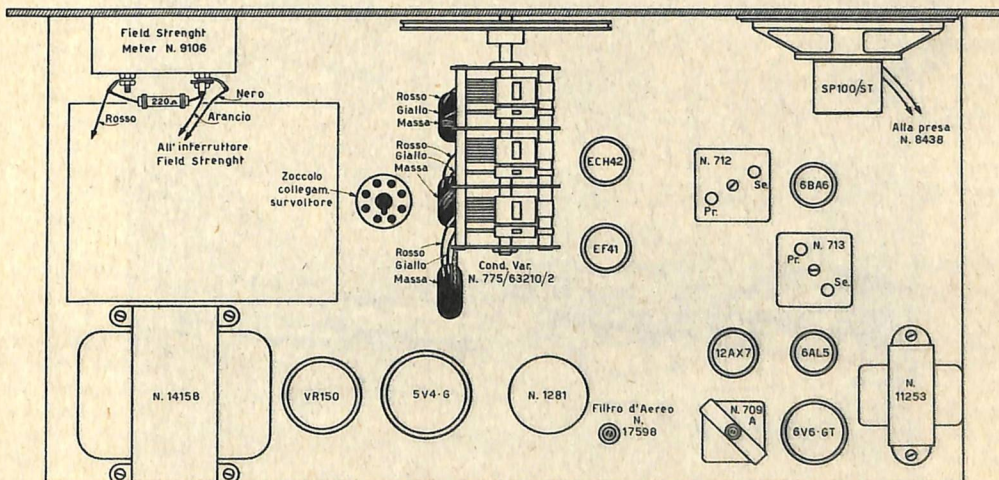 Field Strenght
Meter N. 9106
220Ω
Rosso
Nero
Arancio
All'interruttore
Field Strenght
Zoccolo
collegam.
survoltore
Rosso
Giallo
Massa
Rosso
Giallo
Massa
Rosso
Giallo
Massa
Cond. Var.
N. 775/63210/2
ECH42
EF41
SP100/ST
Alla presa
N. 8438
N. 712
Se.
Pr.
6BA6
N. 713
Pr.
Se.
12AX7
6AL5
N. 14158
VR150
5V4-G
N. 1281
Filtro d'Aereo
N.
17598
N. 709
A
6V6-GT
N.
11253